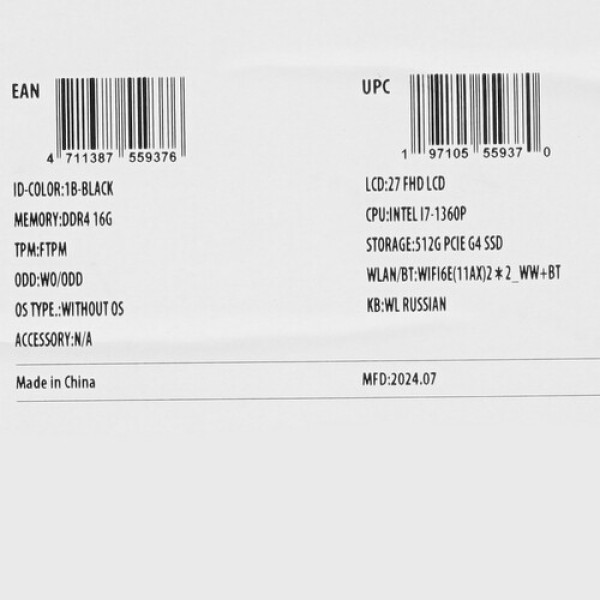 EAN
4 711387 559376
UPC
1 97105 55937 0
ID-COLOR:1B-BLACK
LCD:27 FHD LCD
MEMORY:DDR4 16G
CPU:INTEL I7-1360P
TPM:FTPM
STORAGE:512G PCIE G4 SSD
ODD:WO/ODD
WLAN/BT:WIFI6E(11AX)2*2_WW+BT
OS TYPE.:WITHOUT OS
KB:WL RUSSIAN
ACCESSORY:N/A
Made in China
MFD:2024.07